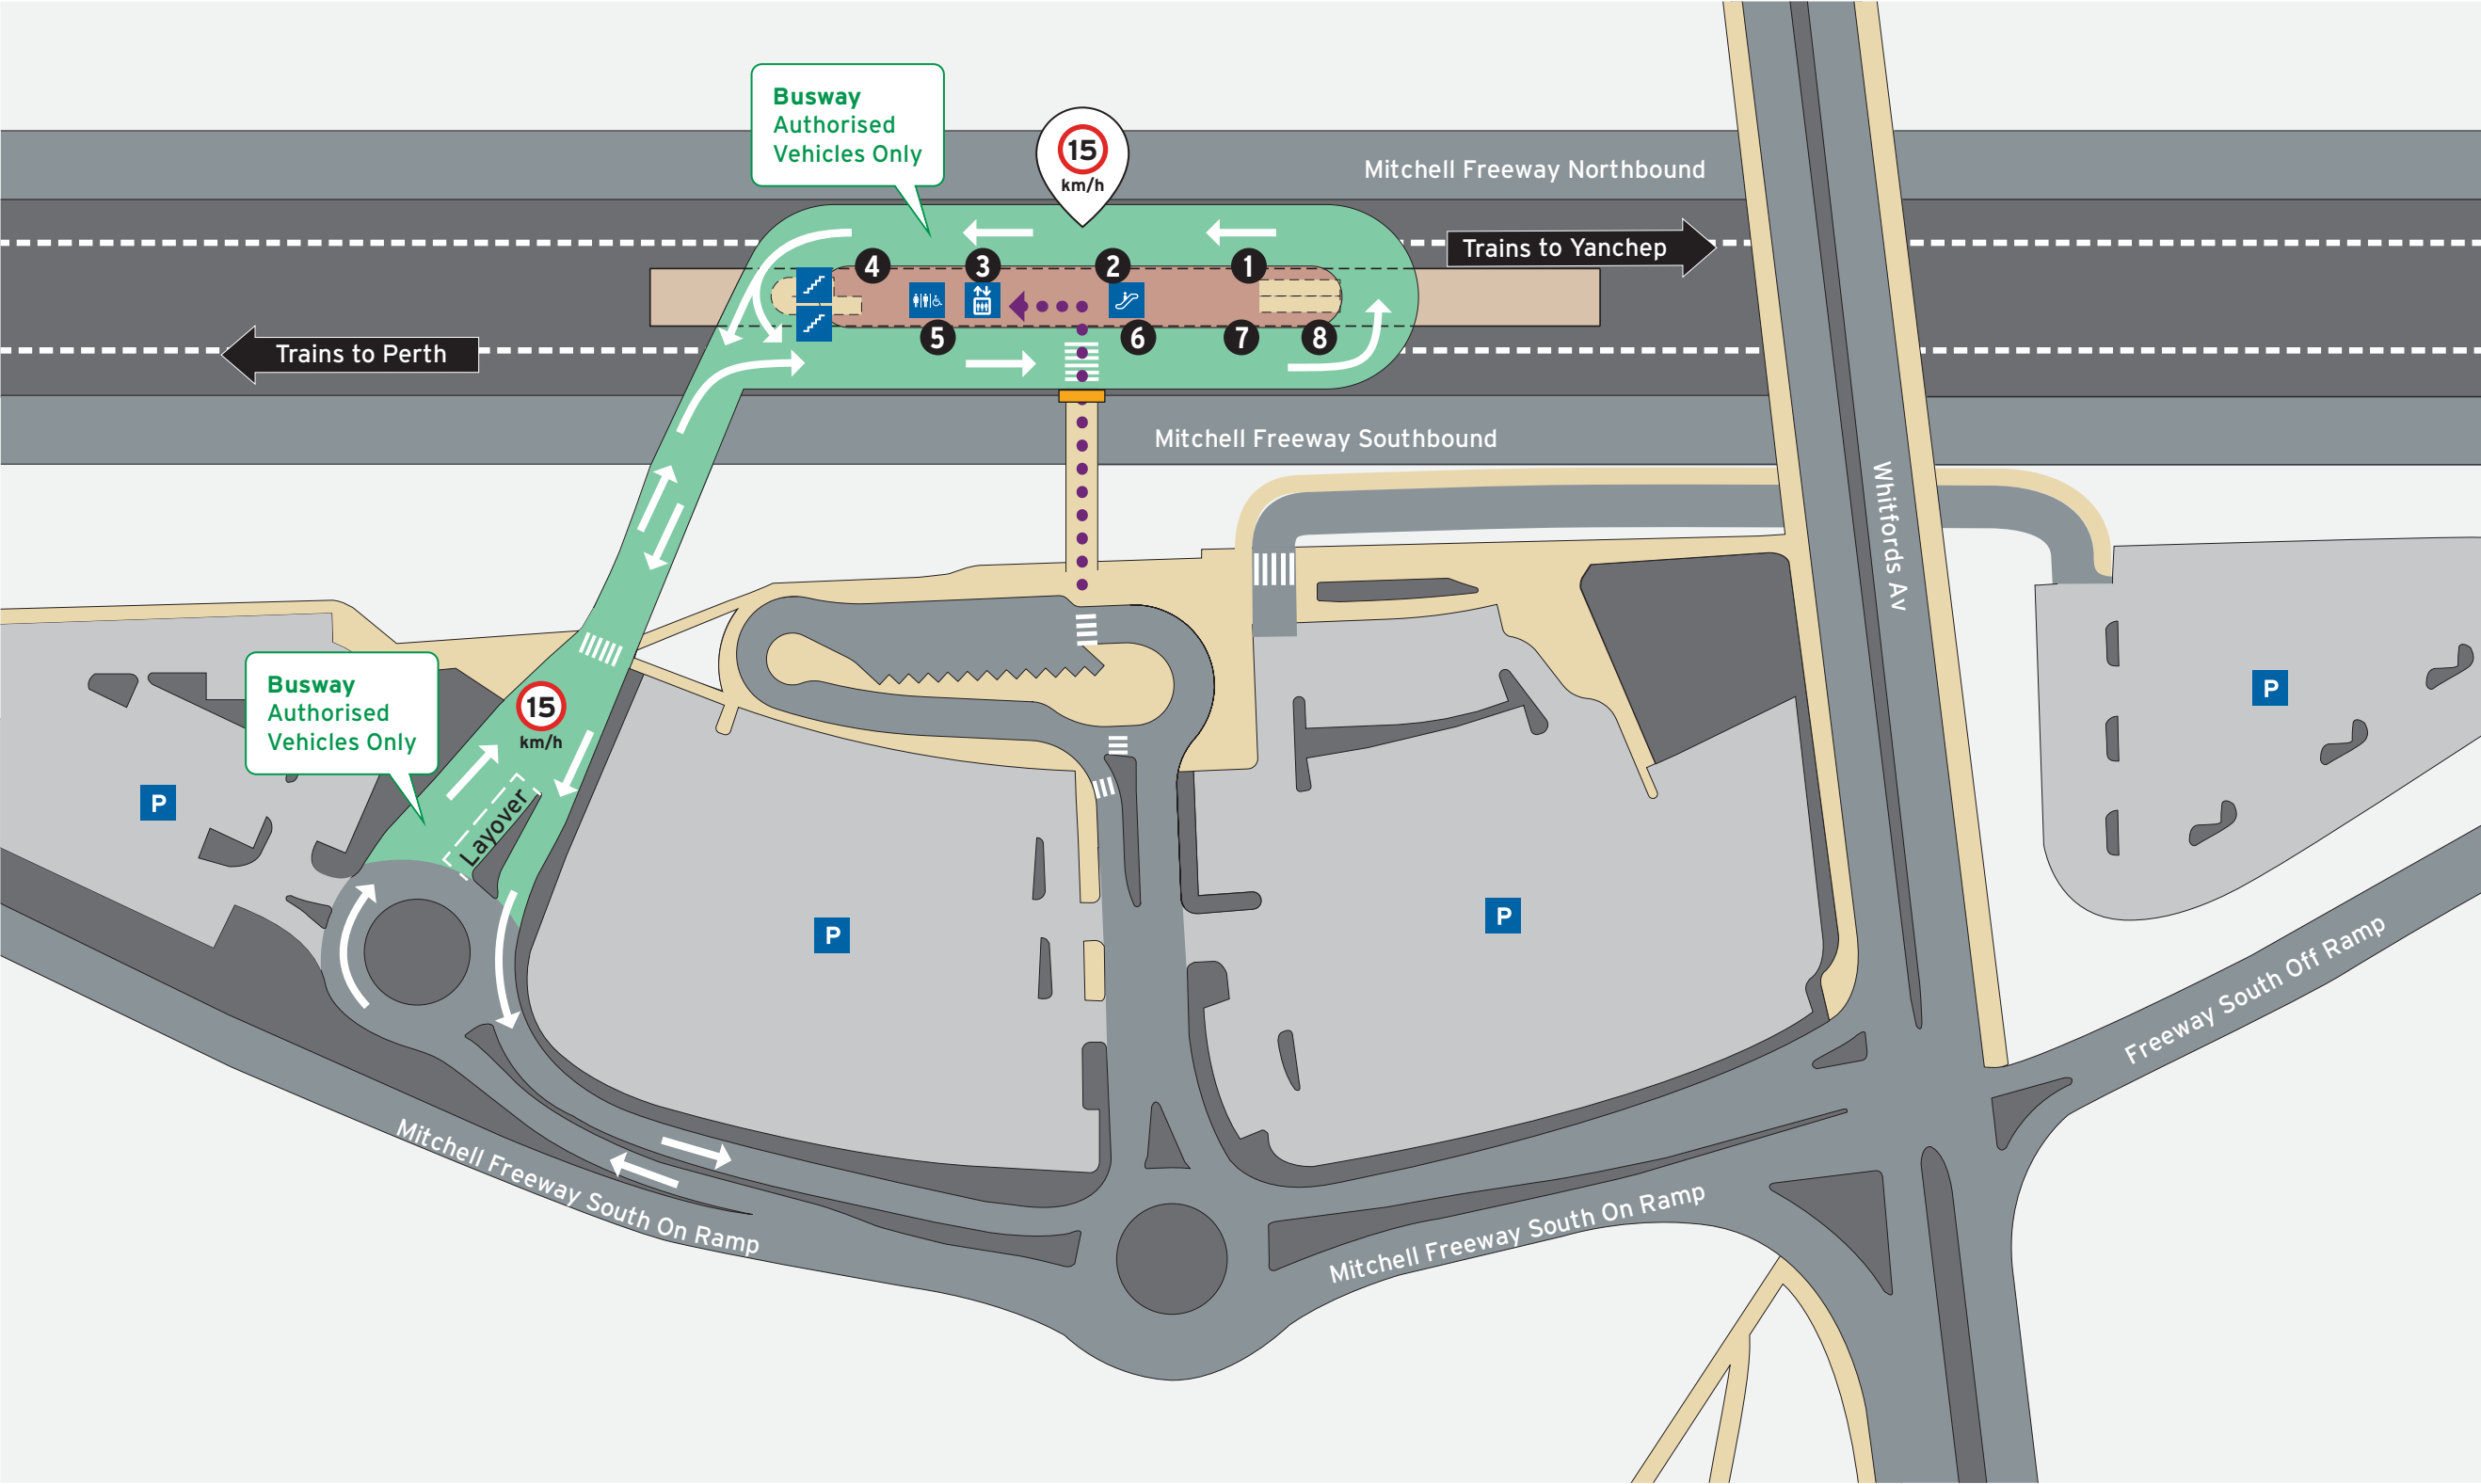 Busway
Authorised
Vehicles Only
15
km/h
Mitchell Freeway Northbound
Trains to Yanchep
4
3
2
1
5
6
7
8
Trains to Perth
Mitchell Freeway Southbound
Whitfords Av
Busway
Authorised
Vehicles Only
15
km/h
Layover
P
P
P
P
Freeway South Off Ramp
Mitchell Freeway South On Ramp
Mitchell Freeway South On Ramp